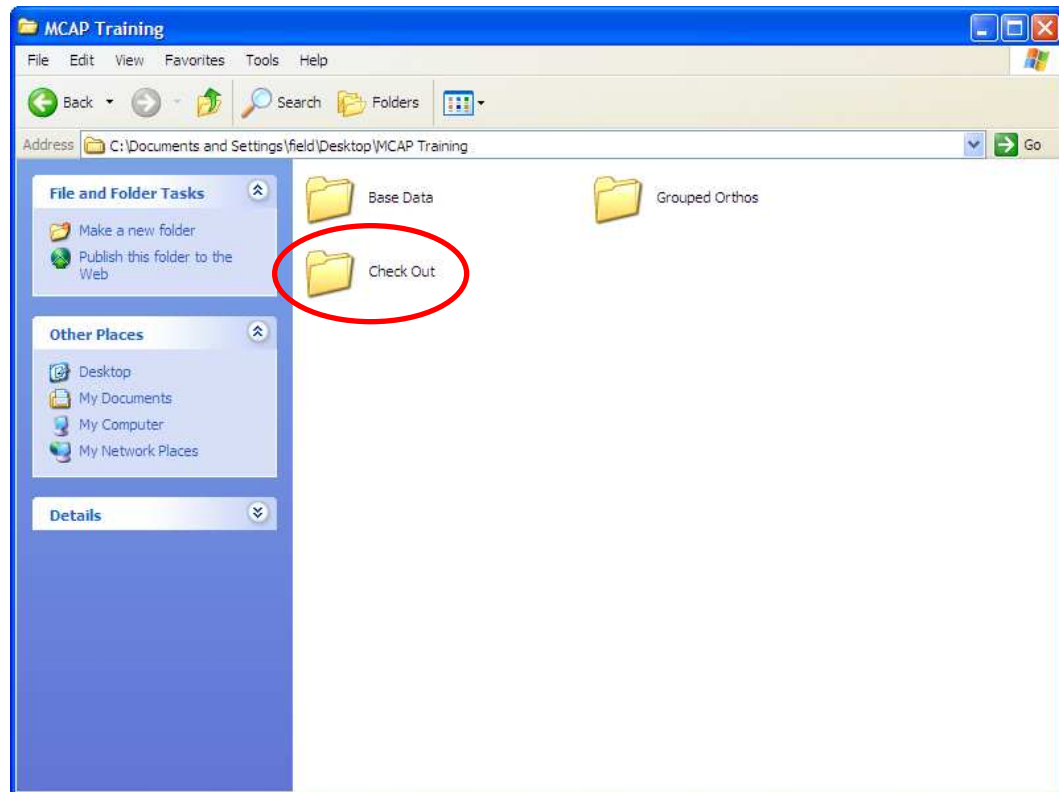 MCAP Training
File Edit View Favorites Tools Help
Back Search Folders
Address C:\Documents and Settings\field\Desktop\MCAP Training Go
File and Folder Tasks
Make a new folder
Publish this folder to the
Web
Other Places
Desktop
My Documents
My Computer
My Network Places
Details
Base Data
Grouped Orthos
Check Out